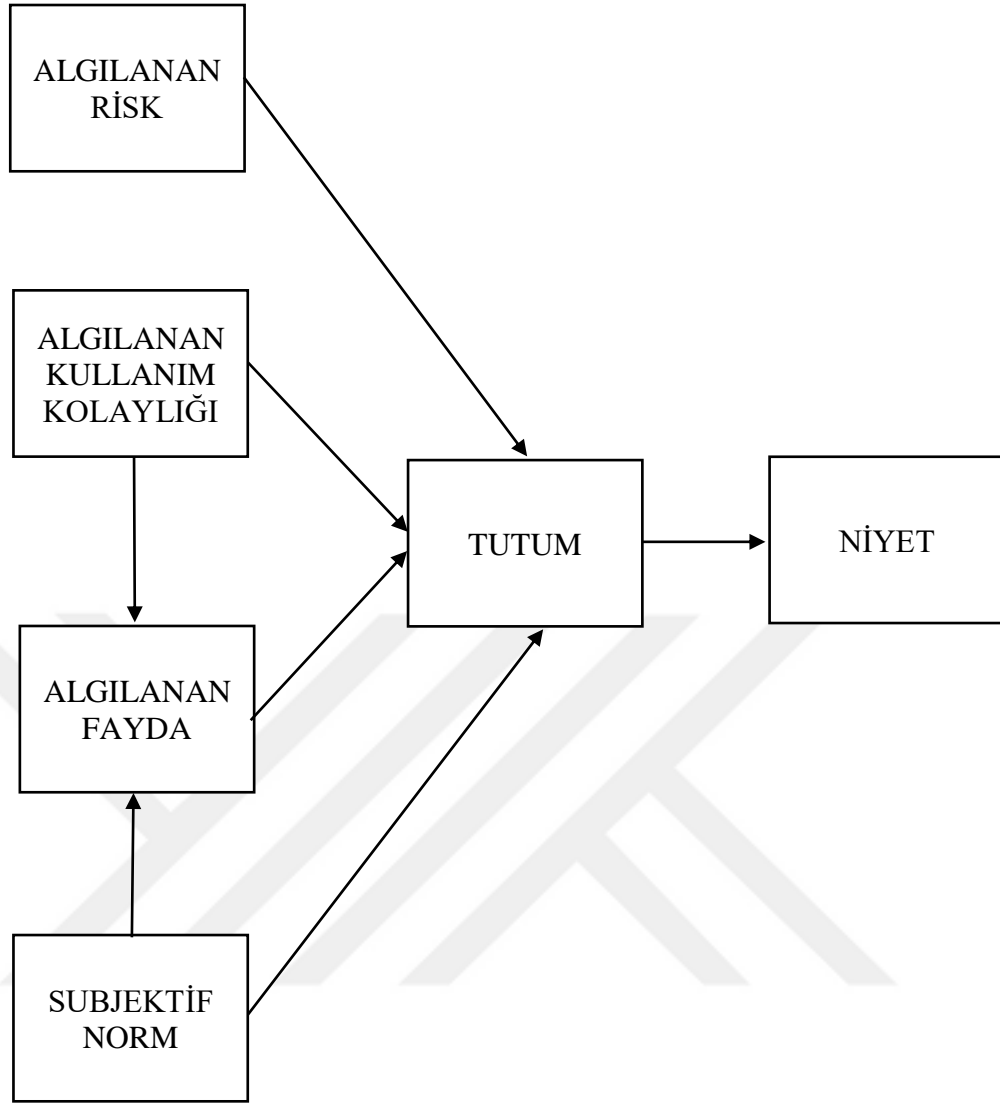 ALGILANAN
RİSK
ALGILANAN
KULLANIM
KOLAYLIĞI
TUTUM
NİYET
ALGILANAN
FAYDA
SUBJEKTİF
NORM